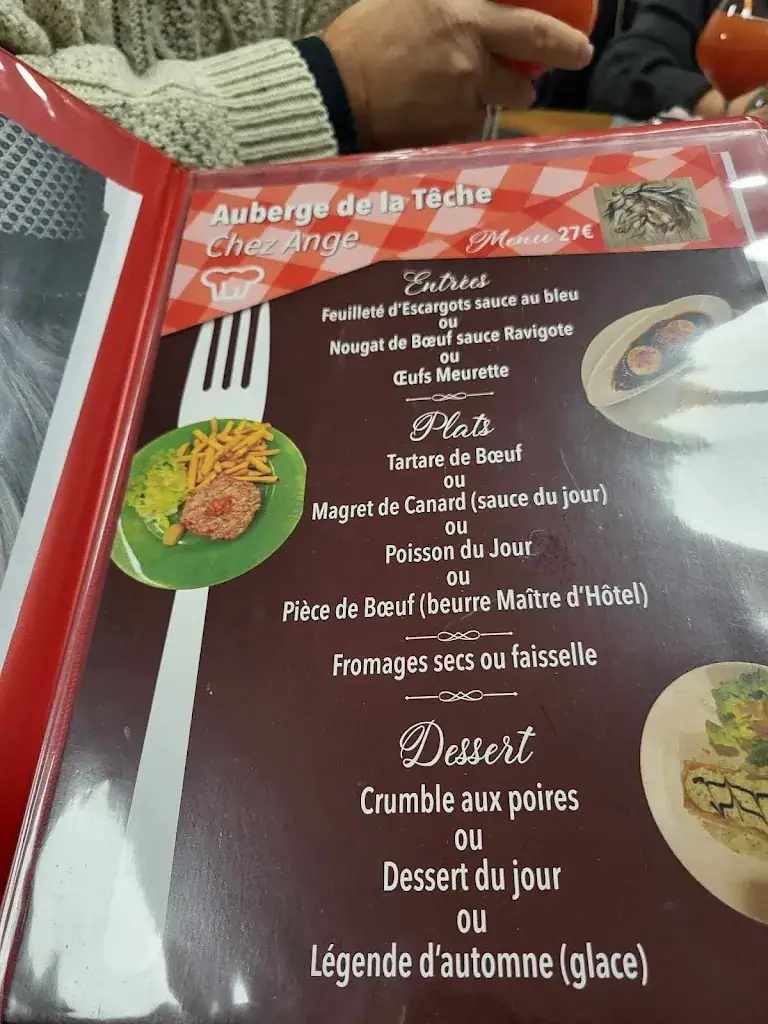 Auberge de la Têche
Chez Ange
Menu 27€
Entrées
Feuilleté d'Escargots sauce au bleu
ou
Nougat de Bœuf sauce Ravigote
ou
Œufs Meurette
Plats
Tartare de Bœuf
ou
Magret de Canard (sauce du jour)
ou
Poisson du Jour
ou
Pièce de Bœuf (beurre Maître d'Hôtel)
Fromages secs ou faisselle
Dessert
Crumble aux poires
ou
Dessert du jour
ou
Légende d'automne (glace)